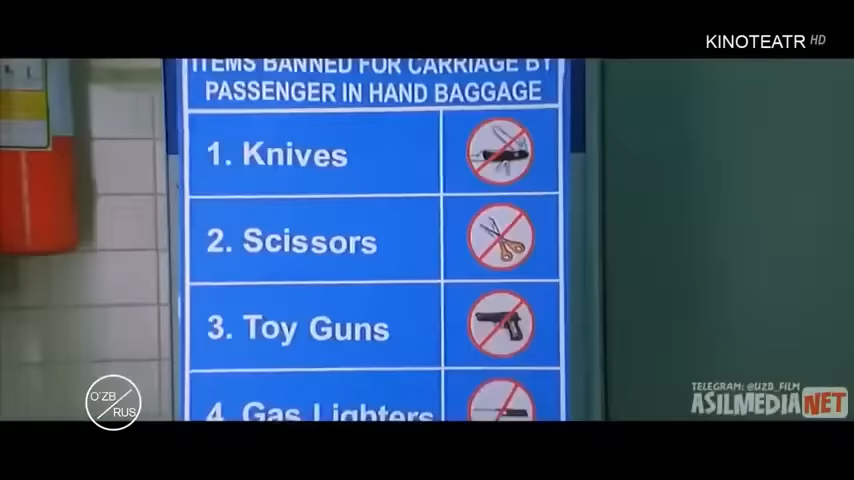 KINOTEATR HD
ITEMS BANNED FOR CARRIAGE BY
PASSENGER IN HAND BAGGAGE
1. Knives
2. Scissors
3. Toy Guns
4. Gas Lighters
O'ZB
RUS
TELEGRAM: @UZB_FILM
ASILMEDIA NET